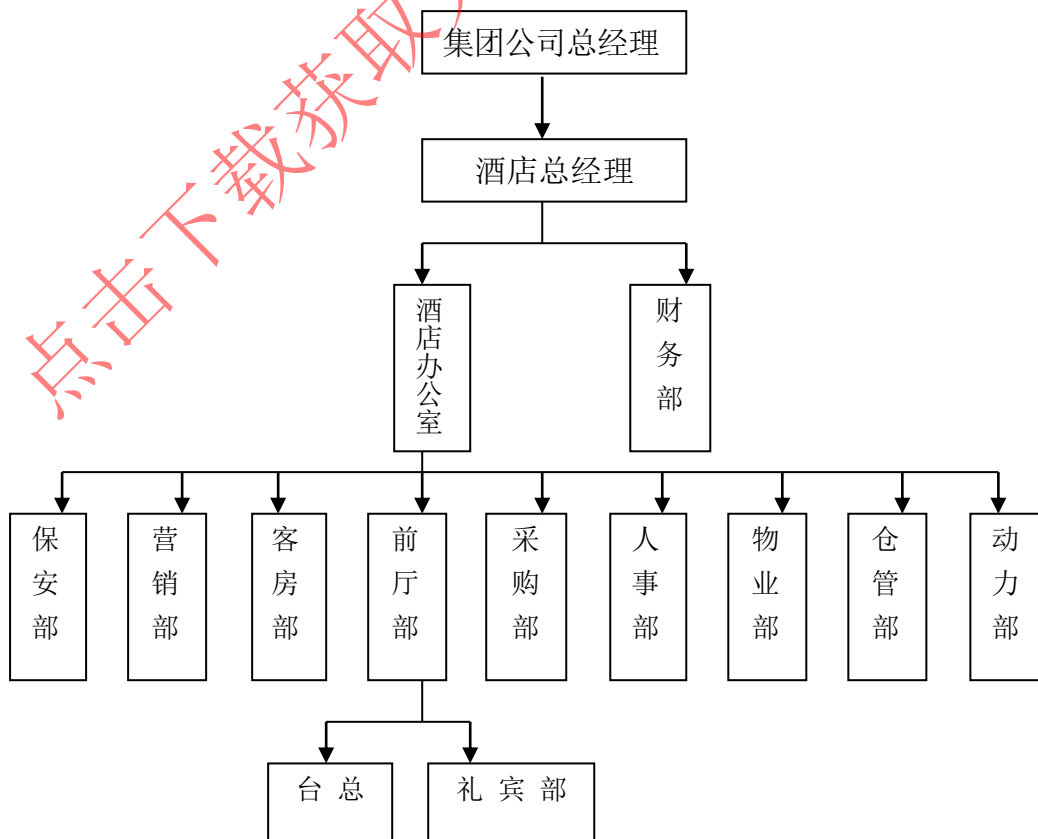 集团公司总经理
酒店总经理
酒店办公室
财务部
保安部
营销部
客房部
前厅部
采购部
人事部
物业部
仓管部
动力部
台 总
礼 宾 部
点击下载获取